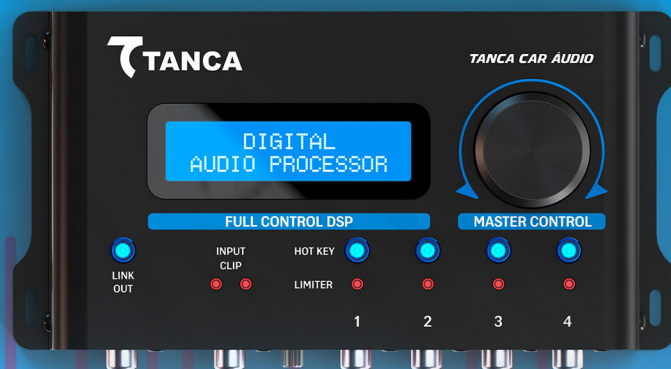 TANCA
TANCA CAR ÁUDIO
DIGITAL
AUDIO PROCESSOR
FULL CONTROL DSP
MASTER CONTROL
LINK
OUT
INPUT
CLIP
HOT KEY
LIMITER
1 2 3 4